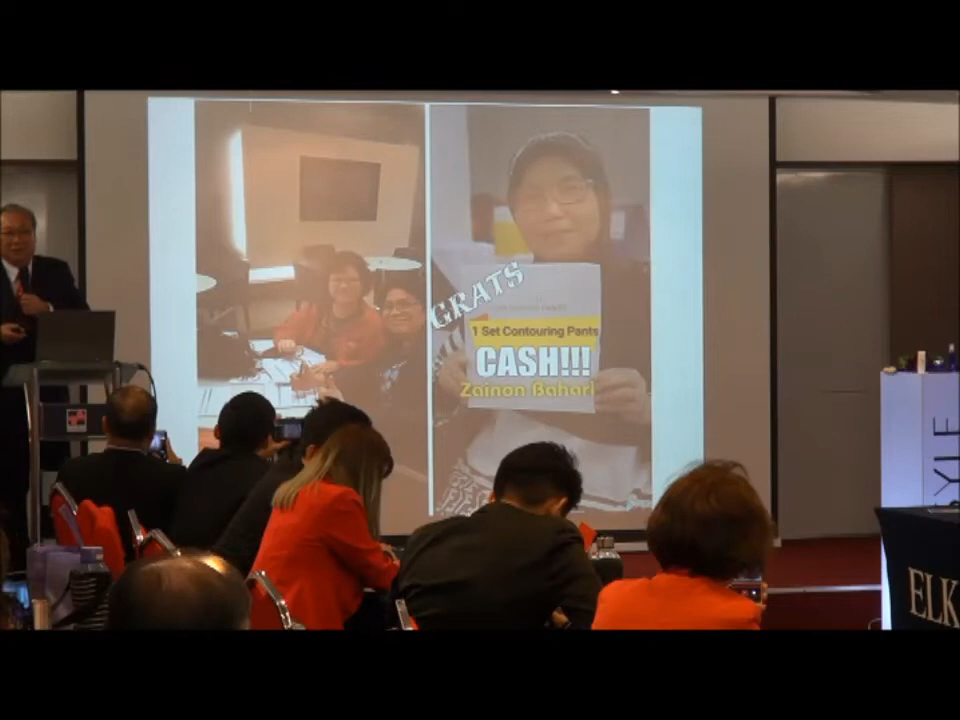 GRATS
1 Set Contouring Pants
CASH!!!
Zainon Bahari
YLE
ELK